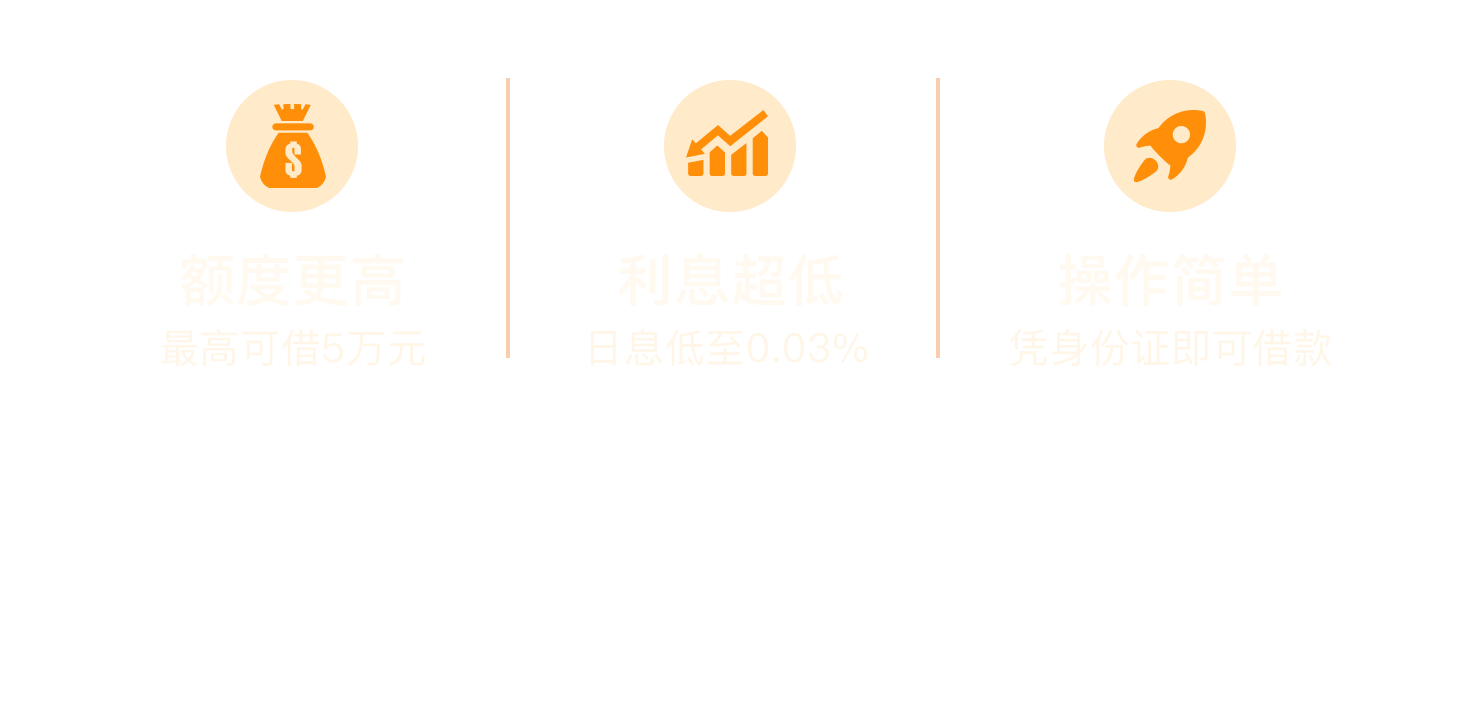 额度更高
最高可借5万元
利息超低
日息低至0.03%
操作简单
凭身份证即可借款